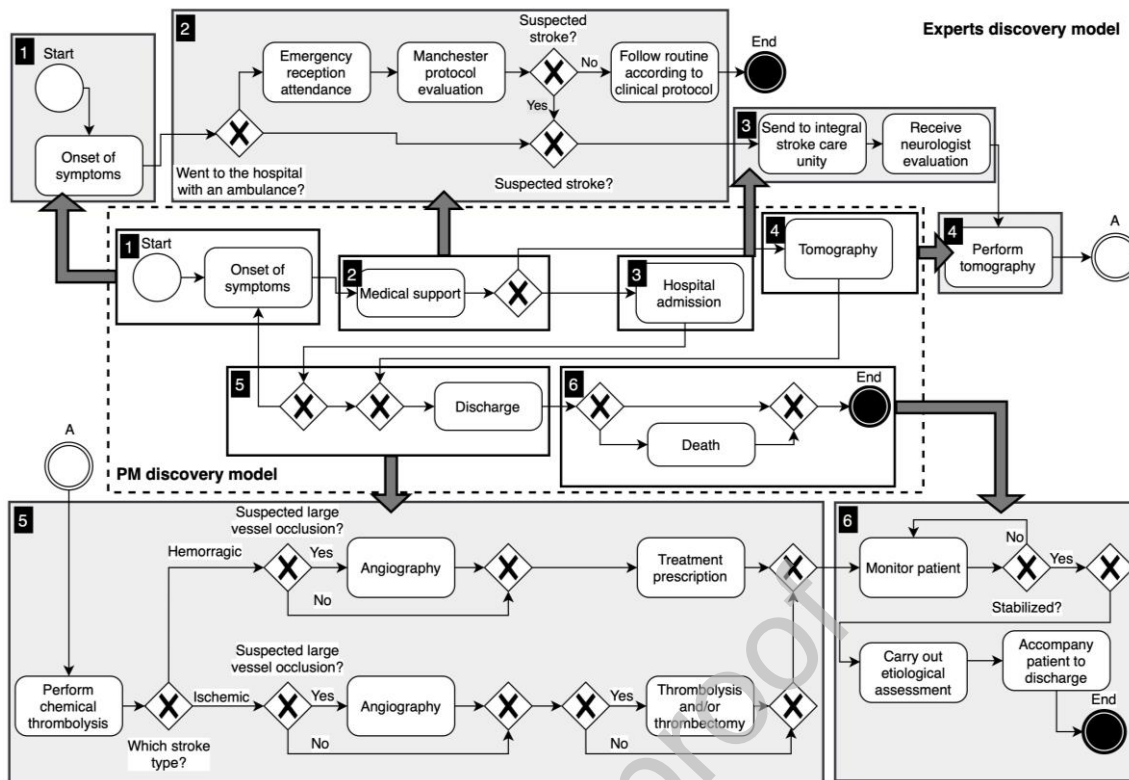 Experts discovery model
1
Start
Onset of
symptoms
2
Emergency
reception
attendance
Manchester
protocol
evaluation
Suspected
stroke?
No
Yes
Follow routine
according to
clinical protocol
End
Went to the hospital
with an ambulance?
Suspected stroke?
3
Send to integral
stroke care
unity
Receive
neurologist
evaluation
4
Perform
tomography
A
1
Start
Onset of
symptoms
2
Medical support
3
Hospital
admission
4
Tomography
5
Discharge
6
Death
End
PM discovery model
A
5
Perform
chemical
thrombolysis
Which stroke
type?
Hemorragic
Suspected large
vessel occlusion?
Yes
No
Angiography
Treatment
prescription
Ischemic
Suspected large
vessel occlusion?
Yes
No
Angiography
Yes
No
Thrombolysis
and/or
thrombectomy
6
Monitor patient
No
Yes
Stabilized?
Carry out
etiological
assessment
Accompany
patient to
discharge
End
proof